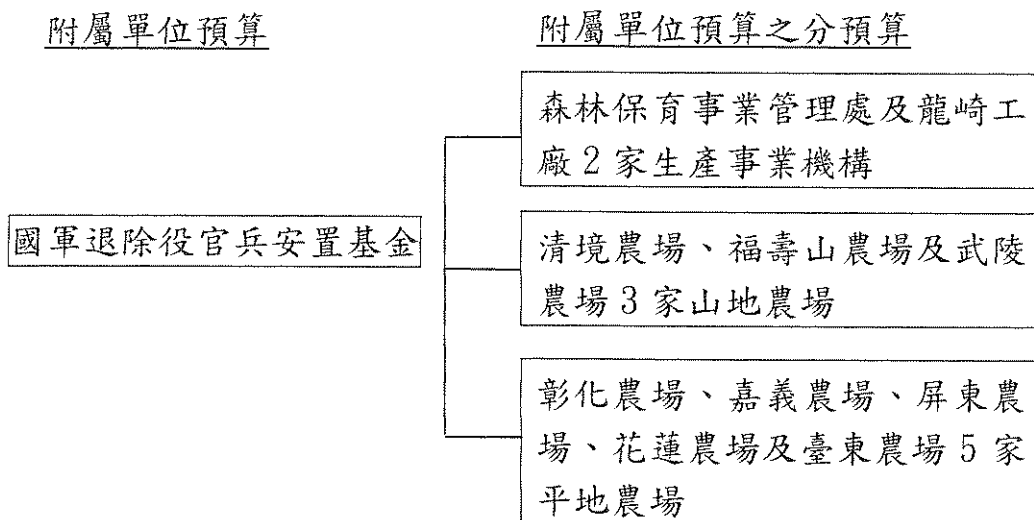 附屬單位預算
附屬單位預算之分預算
國軍退除役官兵安置基金
森林保育事業管理處及龍崎工
廠2家生產事業機構
清境農場、福壽山農場及武陵
農場3家山地農場
彰化農場、嘉義農場、屏東農
場、花蓮農場及臺東農場5家
平地農場